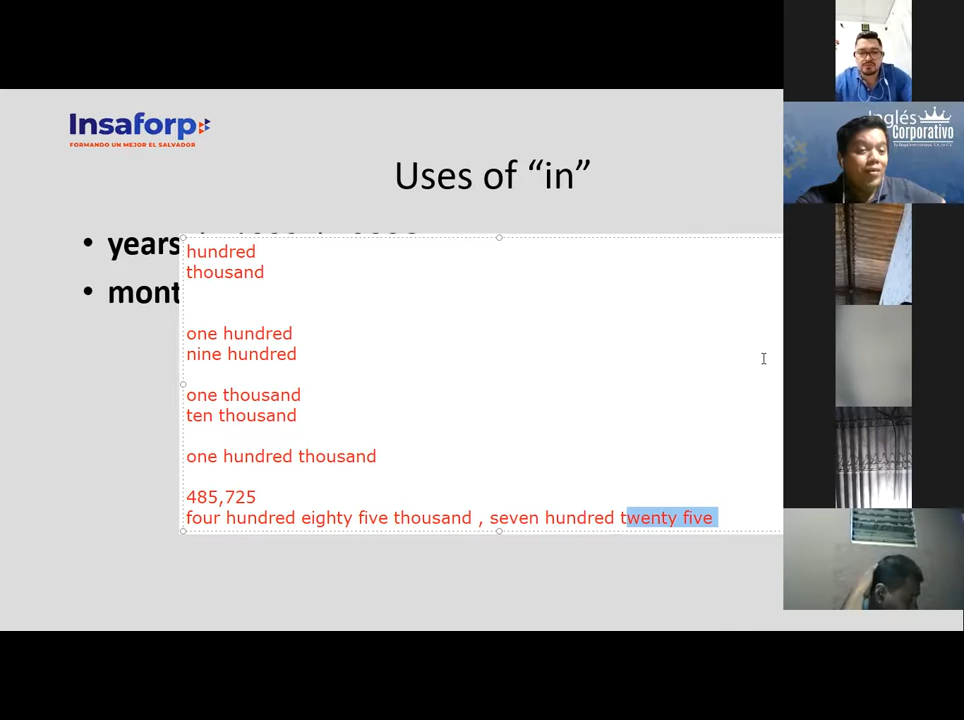 Insaforp
FORMANDO UN MEJOR EL SALVADOR
Uses of “in”
• years
• mont
hundred
thousand
one hundred
nine hundred
one thousand
ten thousand
one hundred thousand
485,725
four hundred eighty five thousand , seven hundred twenty five
Inglés
Corporativo